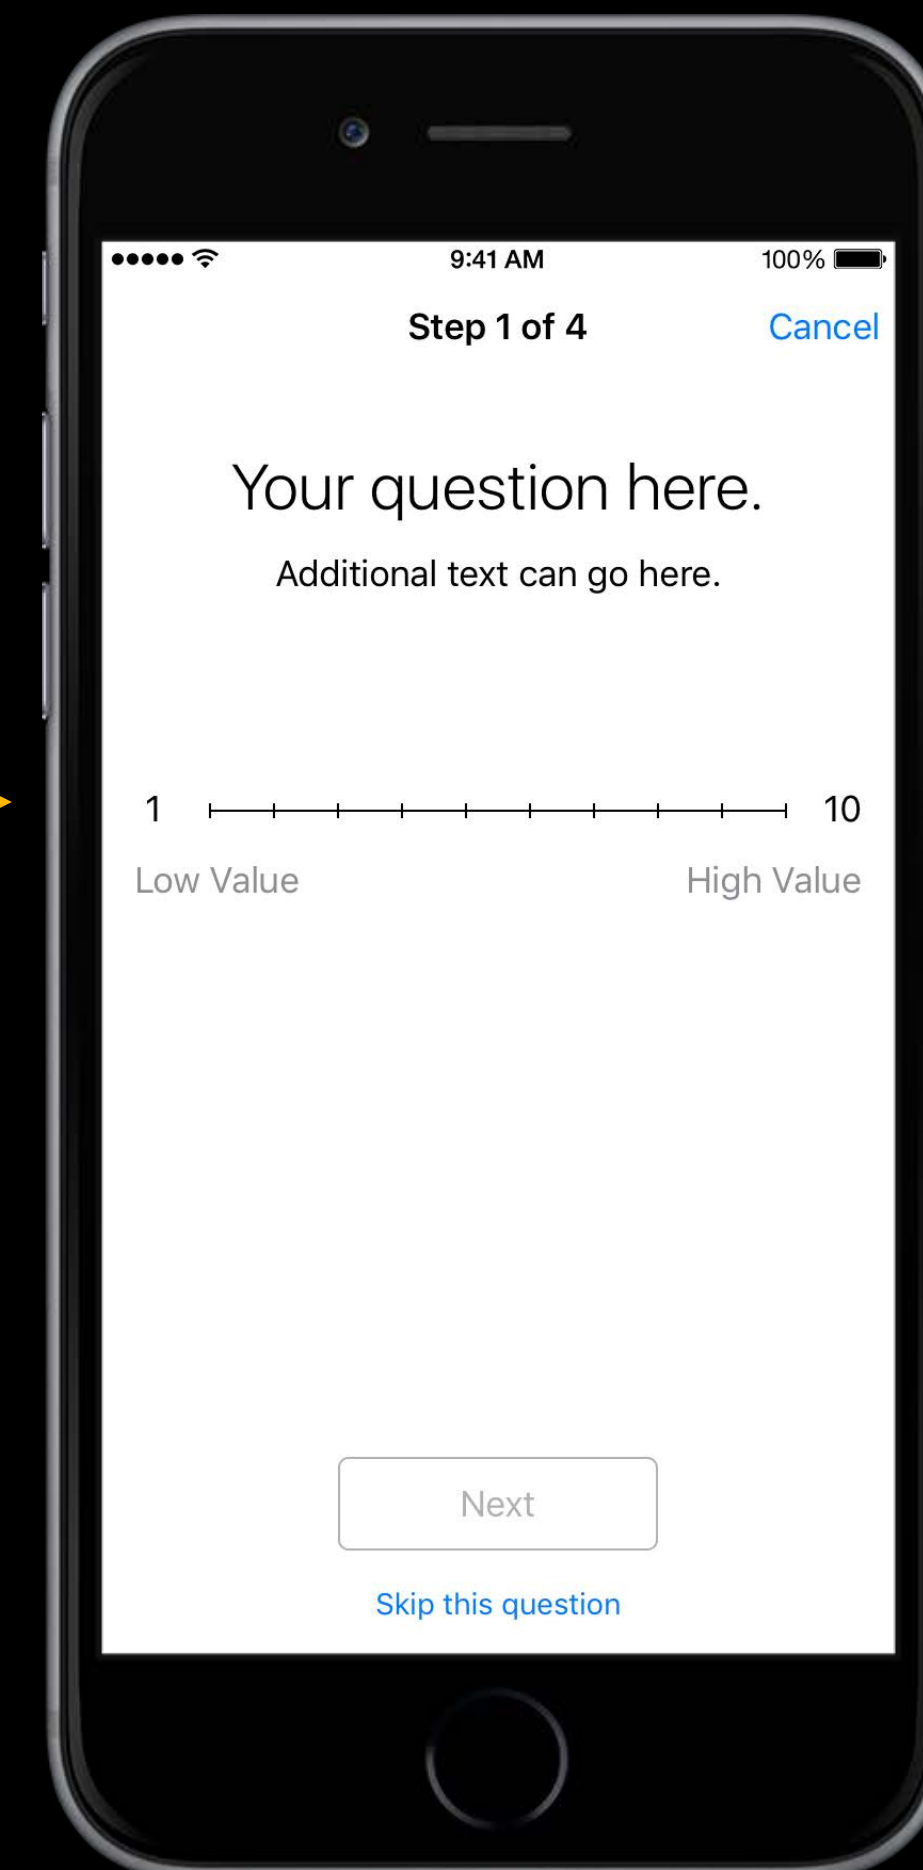 9:41 AM 100%
Step 1 of 4 Cancel
Your question here.
Additional text can go here.
1 10
Low Value High Value
Next
Skip this question